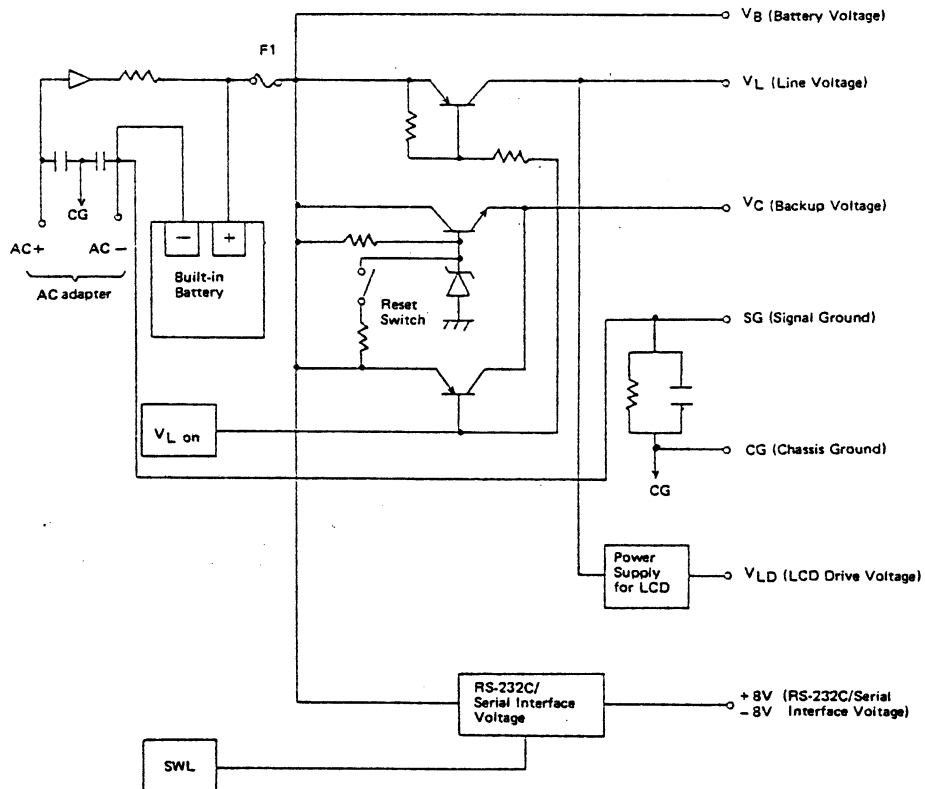 VB (Battery Voltage)
F1
VL (Line Voltage)
CG
VC (Backup Voltage)
AC+
AC−
AC adapter
− +
Built-in
Battery
Reset
Switch
SG (Signal Ground)
VL on
CG (Chassis Ground)
CG
Power
Supply
for LCD
VLD (LCD Drive Voltage)
RS-232C/
Serial Interface
Voltage
+8V (RS-232C/Serial
−8V Interface Voltage)
SWL